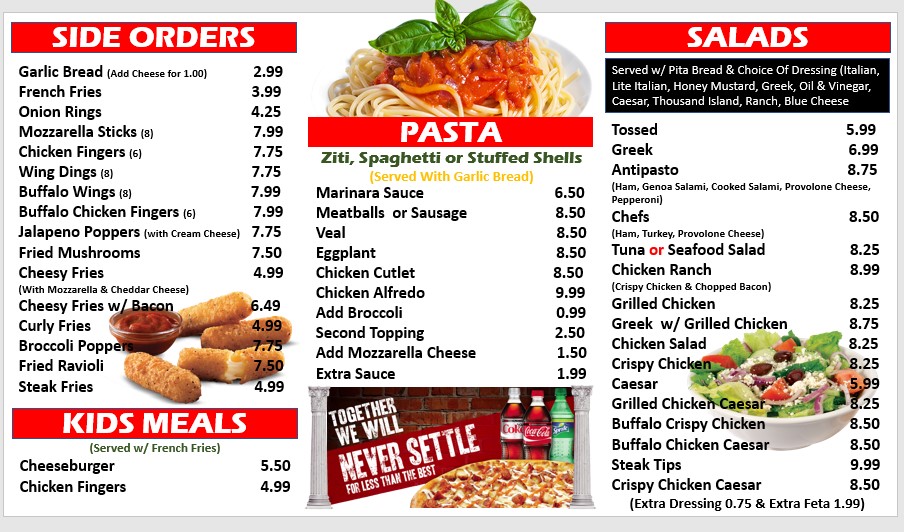 SIDE ORDERS
Garlic Bread (Add Cheese for 1.00) 2.99
French Fries 3.99
Onion Rings 4.25
Mozzarella Sticks (8) 7.99
Chicken Fingers (6) 7.75
Wing Dings (8) 7.75
Buffalo Wings (8) 7.99
Buffalo Chicken Fingers (6) 7.99
Jalapeno Poppers (with Cream Cheese) 7.75
Fried Mushrooms 7.50
Cheesy Fries 4.99
(With Mozzarella & Cheddar Cheese)
Cheesy Fries w/ Bacon 6.49
Curly Fries 4.99
Broccoli Poppers 7.75
Fried Ravioli 7.50
Steak Fries 4.99
KIDS MEALS
(Served w/ French Fries)
Cheeseburger 5.50
Chicken Fingers 4.99
PASTA
Ziti, Spaghetti or Stuffed Shells
(Served With Garlic Bread)
Marinara Sauce 6.50
Meatballs or Sausage 8.50
Veal 8.50
Eggplant 8.50
Chicken Cutlet 8.50
Chicken Alfredo 9.99
Add Broccoli 0.99
Second Topping 2.50
Add Mozzarella Cheese 1.50
Extra Sauce 1.99
TOGETHER
WE WILL
NEVER SETTLE
FOR LESS THAN THE BEST
Coke Coca-Cola Sprite
SALADS
Served w/ Pita Bread & Choice Of Dressing (Italian,
Lite Italian, Honey Mustard, Greek, Oil & Vinegar,
Caesar, Thousand Island, Ranch, Blue Cheese
Tossed 5.99
Greek 6.99
Antipasto 8.75
(Ham, Genoa Salami, Cooked Salami, Provolone Cheese,
Pepperoni)
Chefs 8.50
(Ham, Turkey, Provolone Cheese)
Tuna or Seafood Salad 8.25
Chicken Ranch 8.99
(Crispy Chicken & Chopped Bacon)
Grilled Chicken 8.25
Greek w/ Grilled Chicken 8.75
Chicken Salad 8.25
Crispy Chicken 8.25
Caesar 5.99
Grilled Chicken Caesar 8.25
Buffalo Crispy Chicken 8.50
Buffalo Chicken Caesar 8.50
Steak Tips 9.99
Crispy Chicken Caesar 8.50
(Extra Dressing 0.75 & Extra Feta 1.99)